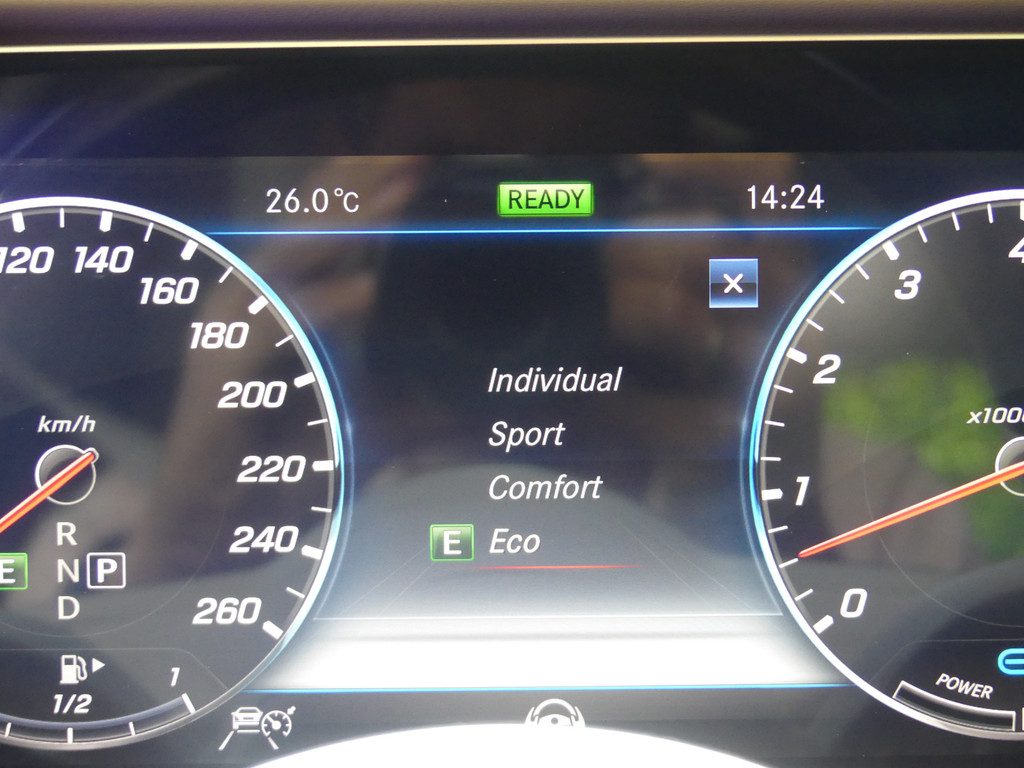 26.0°C
READY
14:24
120
140
160
180
200
220
240
260
km/h
R
N
D
E
P
1/2
1
×
Individual
Sport
Comfort
E Eco
4
3
2
1
0
POWER